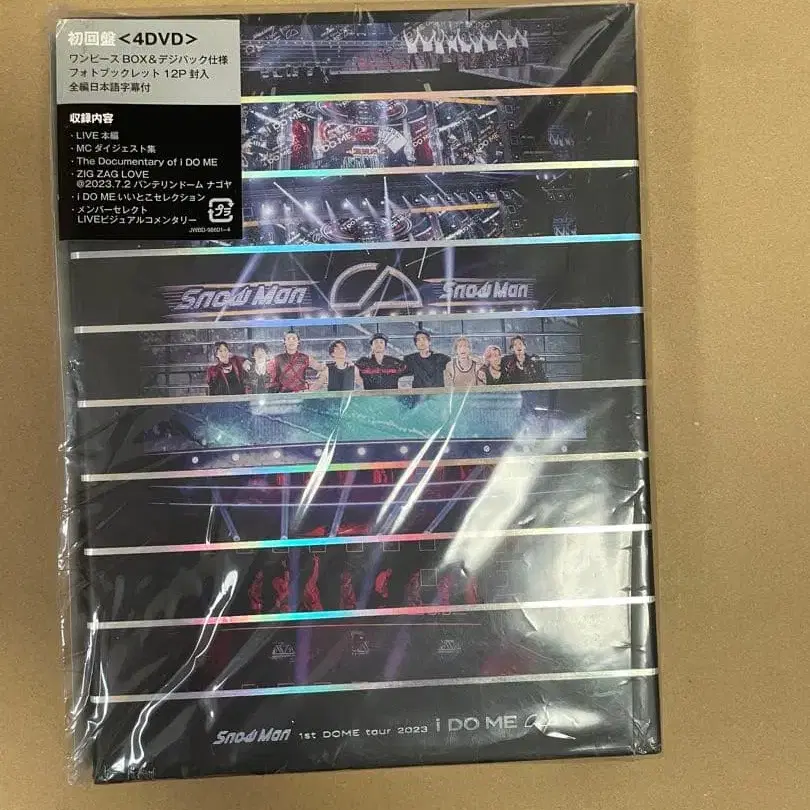 初回盤<4DVD>
ワンピースBOX&デジパック仕様
フォトブックレット12P封入
全編日本語字幕付
収録内容
・LIVE本編
・MCダイジェスト集
・The Documentary of i DO ME
・ZIG ZAG LOVE
@2023.7.2 バンテリンドーム ナゴヤ
・i DO ME いいとこセレクション
・メンバーセレクト
LIVEビジュアルコメンタリー
プラ
JWBD-98601~4
Snow Man
Snow Man
Snow Man 1st DOME tour 2023 i DO ME